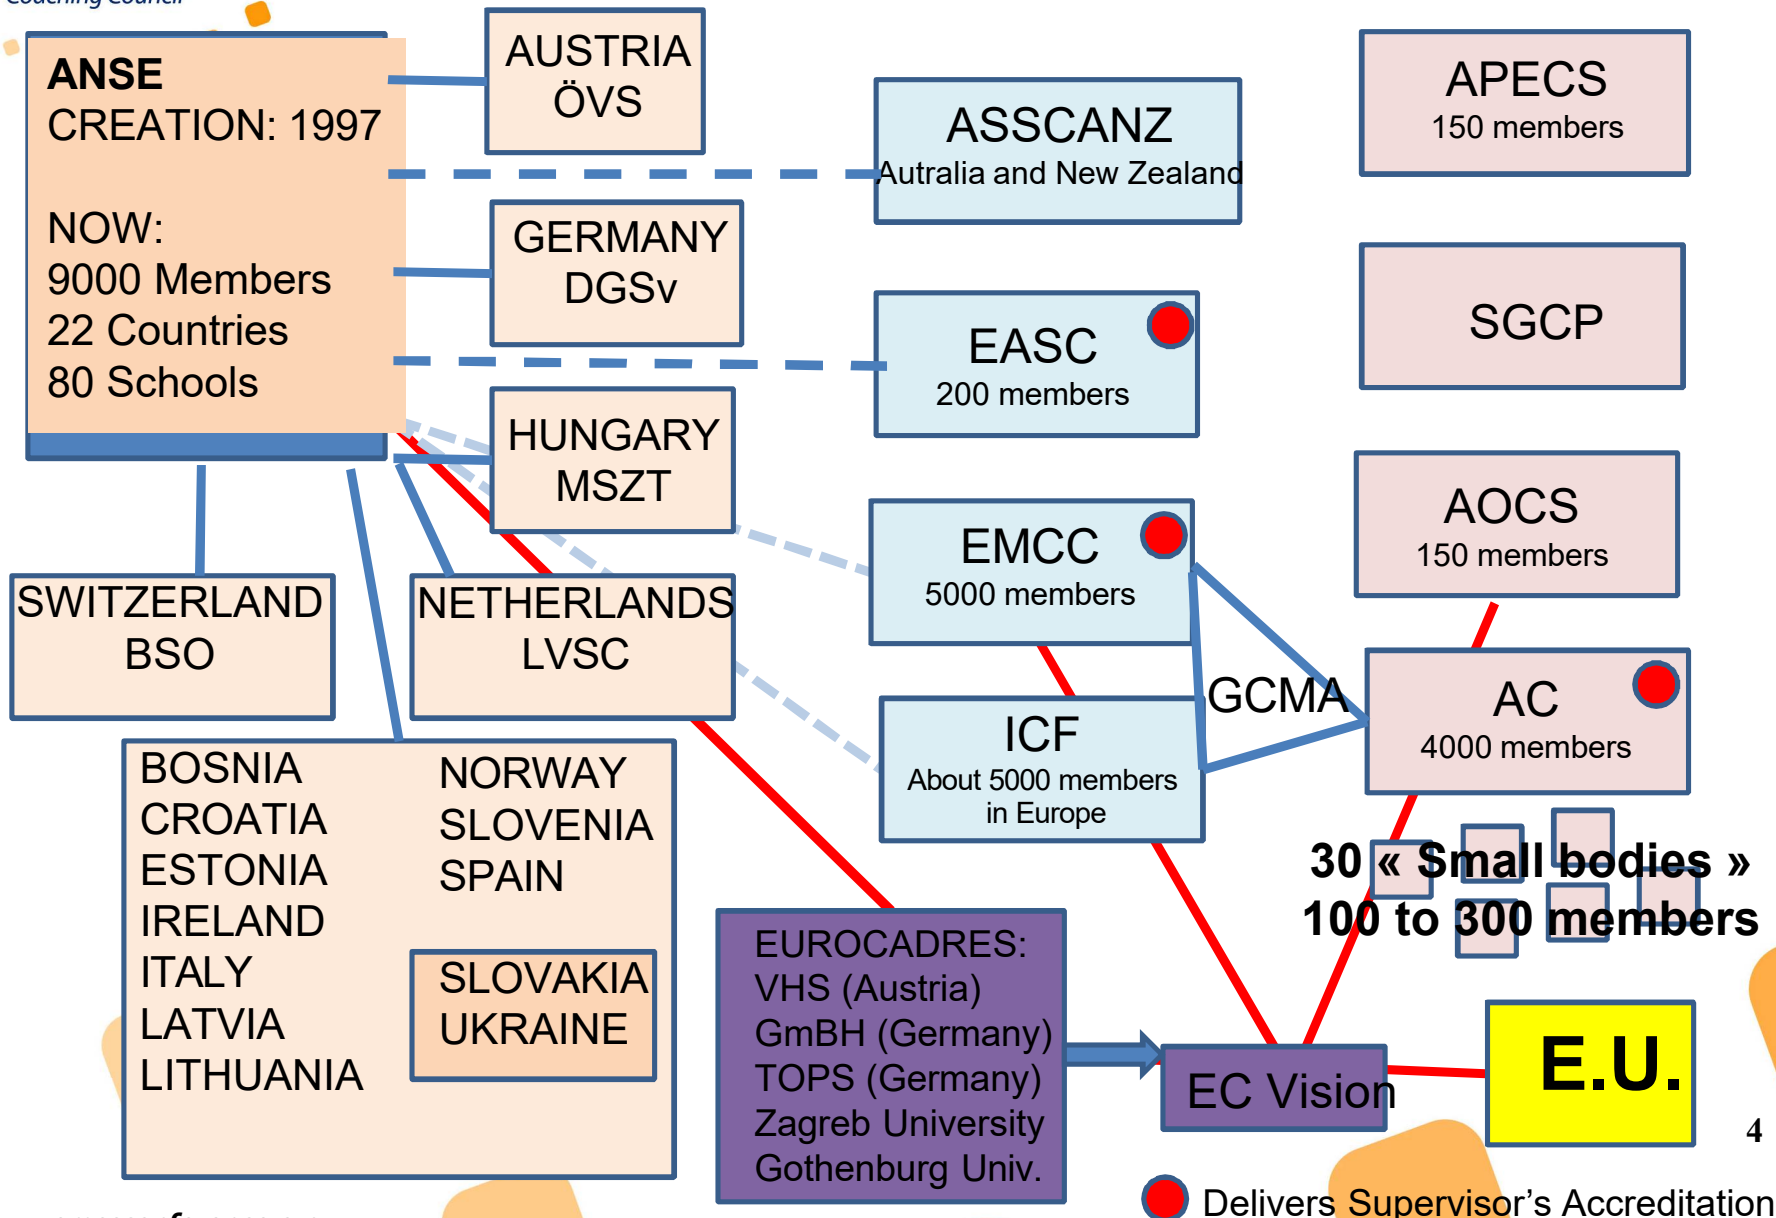 Coaching Council
ANSE
CREATION: 1997
NOW:
9000 Members
22 Countries
80 Schools
AUSTRIA
ÖVS
GERMANY
DGSv
HUNGARY
MSZT
SWITZERLAND
BSO
NETHERLANDS
LVSC
BOSNIA
CROATIA
ESTONIA
IRELAND
ITALY
LATVIA
LITHUANIA
NORWAY
SLOVENIA
SPAIN
SLOVAKIA
UKRAINE
ASSCANZ
Autralia and New Zealand
EASC
200 members
EMCC
5000 members
ICF
About 5000 members
in Europe
GCMA
APECS
150 members
SGCP
AOCS
150 members
AC
4000 members
30 « Small bodies »
100 to 300 members
EUROCADRES:
VHS (Austria)
GmBH (Germany)
TOPS (Germany)
Zagreb University
Gothenburg Univ.
EC Vision
E.U.
4
Delivers Supervisor's Accreditation